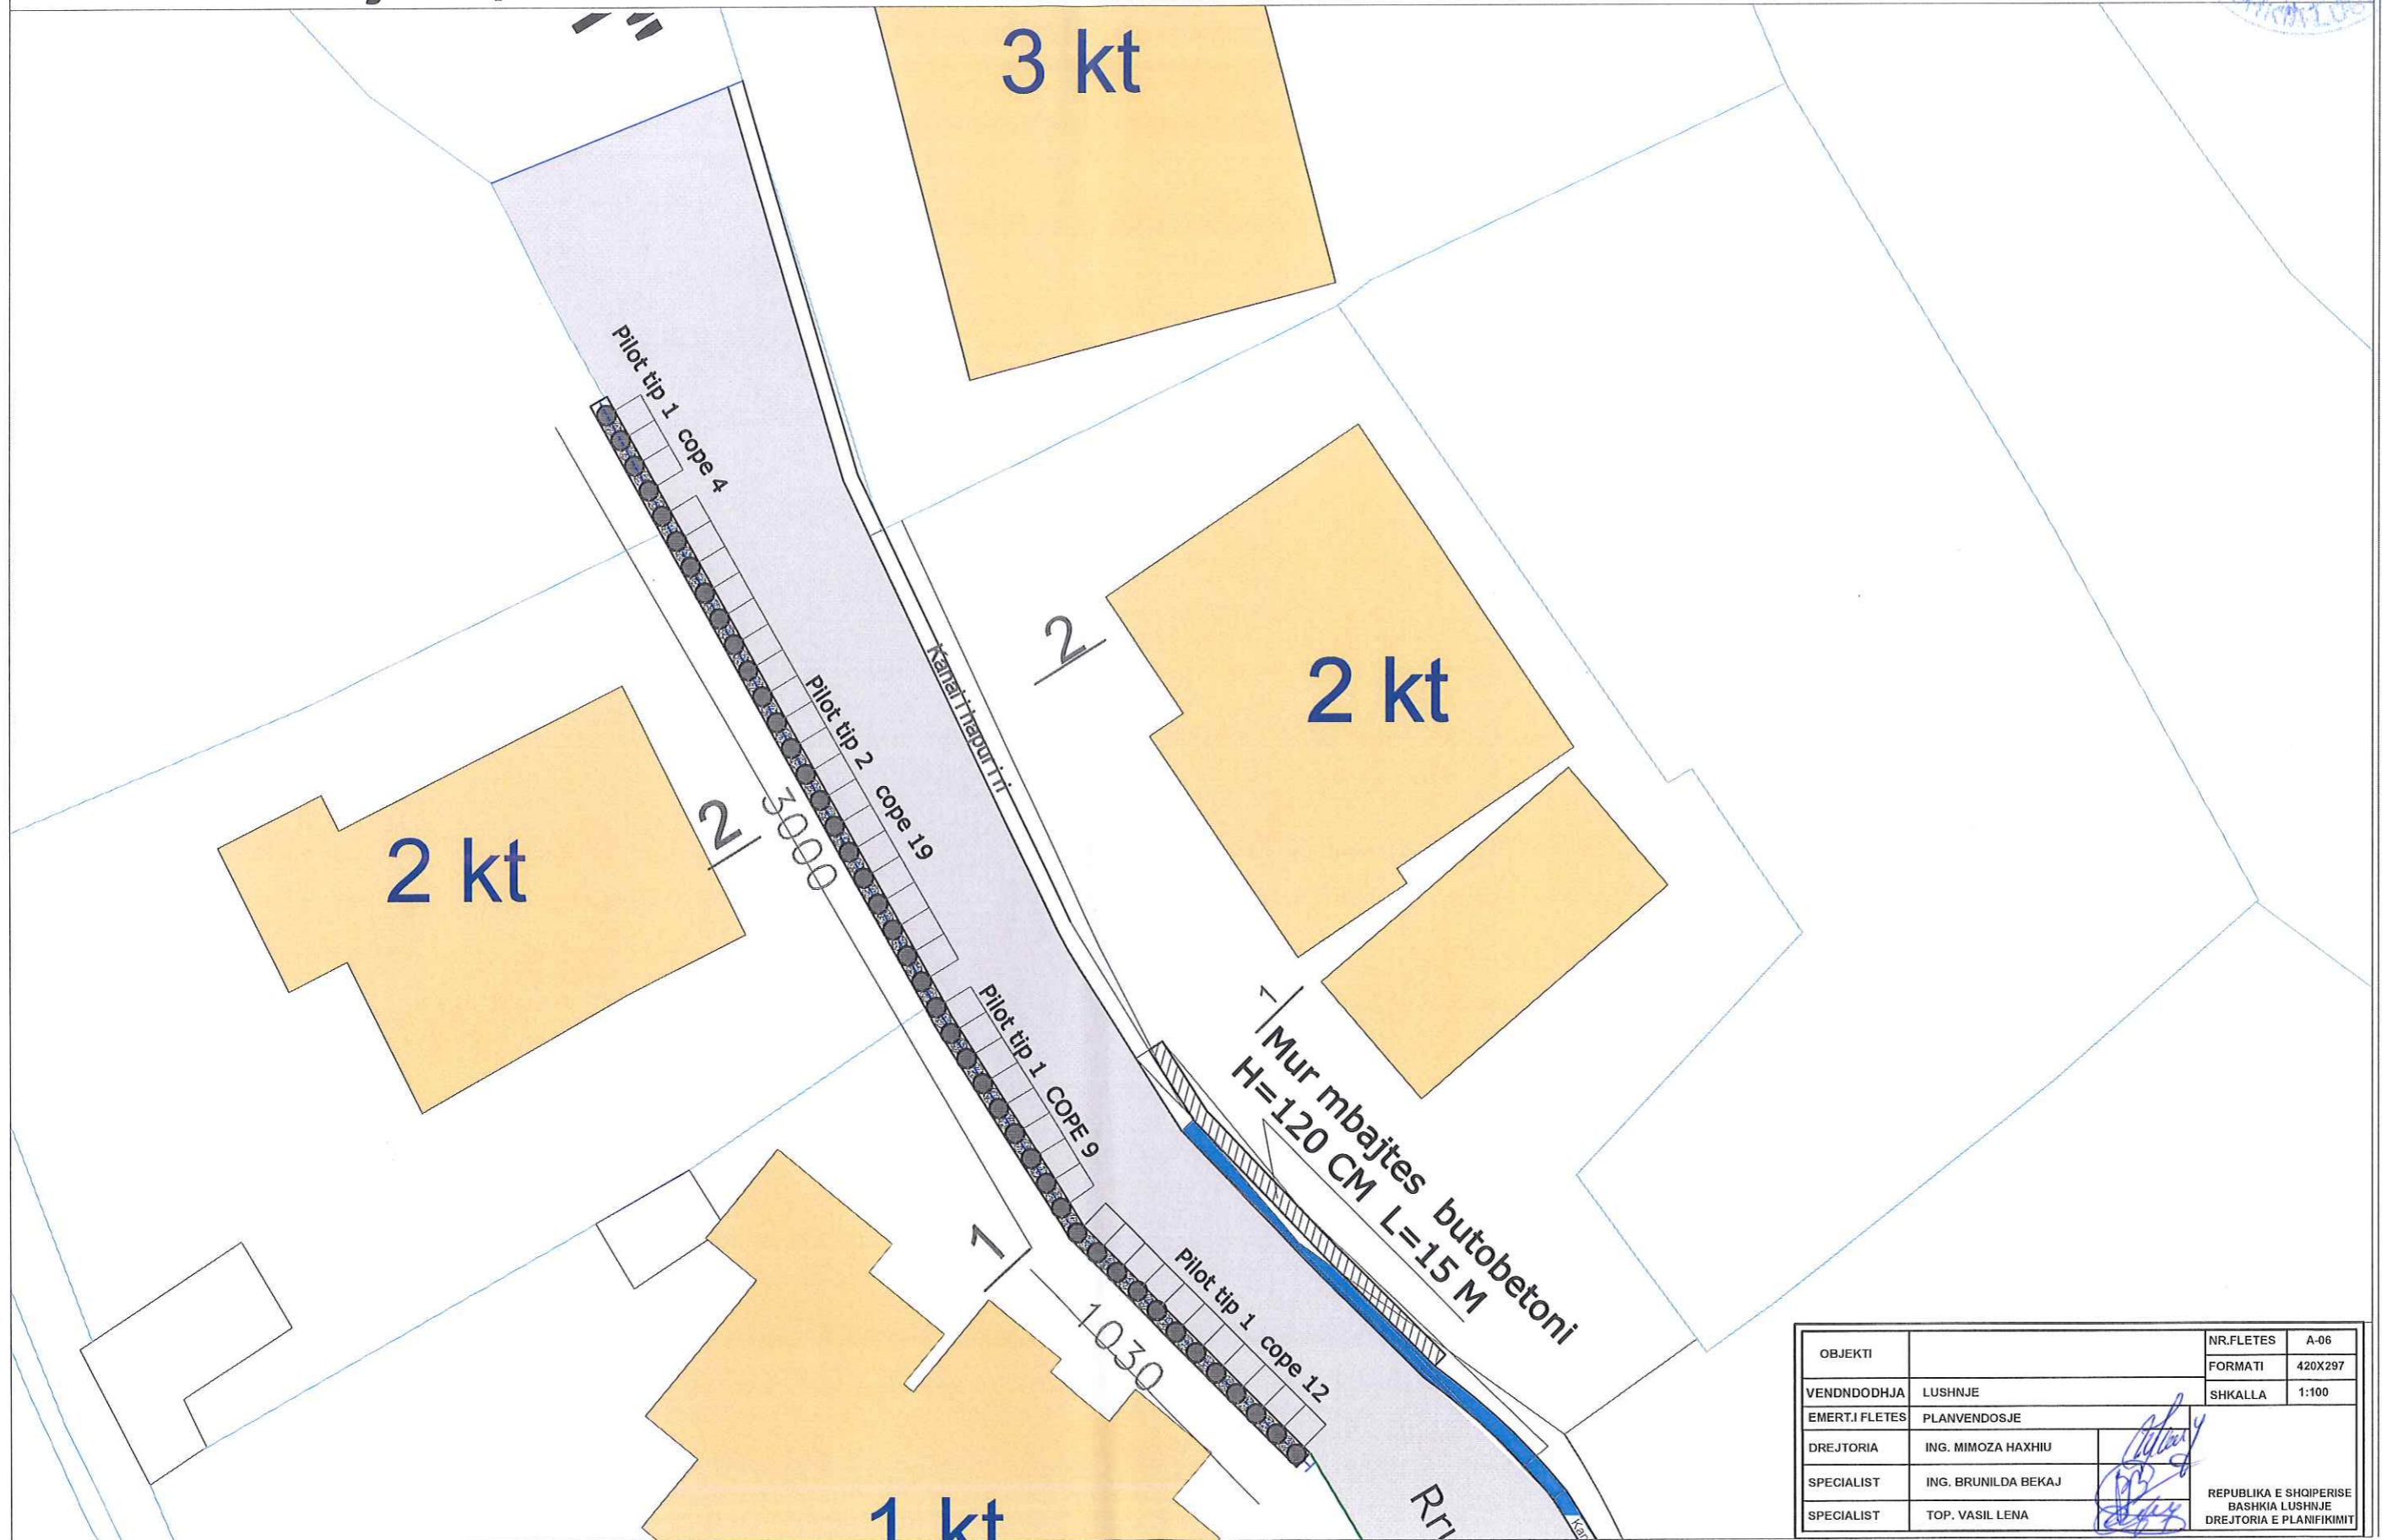 3 kt
Pilot tip 1 cope 4
2
2 kt
Kanal i hapur i ri
Pilot tip 2 cope 19
2
3000
2 kt
1
Mur mbajtes butobetoni
H=120 CM L=15 M
Pilot tip 1 COPE 9
1
Pilot tip 1 cope 12
1030
1 kt
OBJEKTI
NR.FLETES A-06
FORMATI 420X297
VENDNDODHJA LUSHNJE
SHKALLA 1:100
EMERT.I FLETES PLANVENDOSJE
DREJTORIA ING. MIMOZA HAXHIU
SPECIALIST ING. BRUNILDA BEKAJ
SPECIALIST TOP. VASIL LENA
REPUBLIKA E SHQIPERISE
BASHKIA LUSHNJE
DREJTORIA E PLANIFIKIMIT